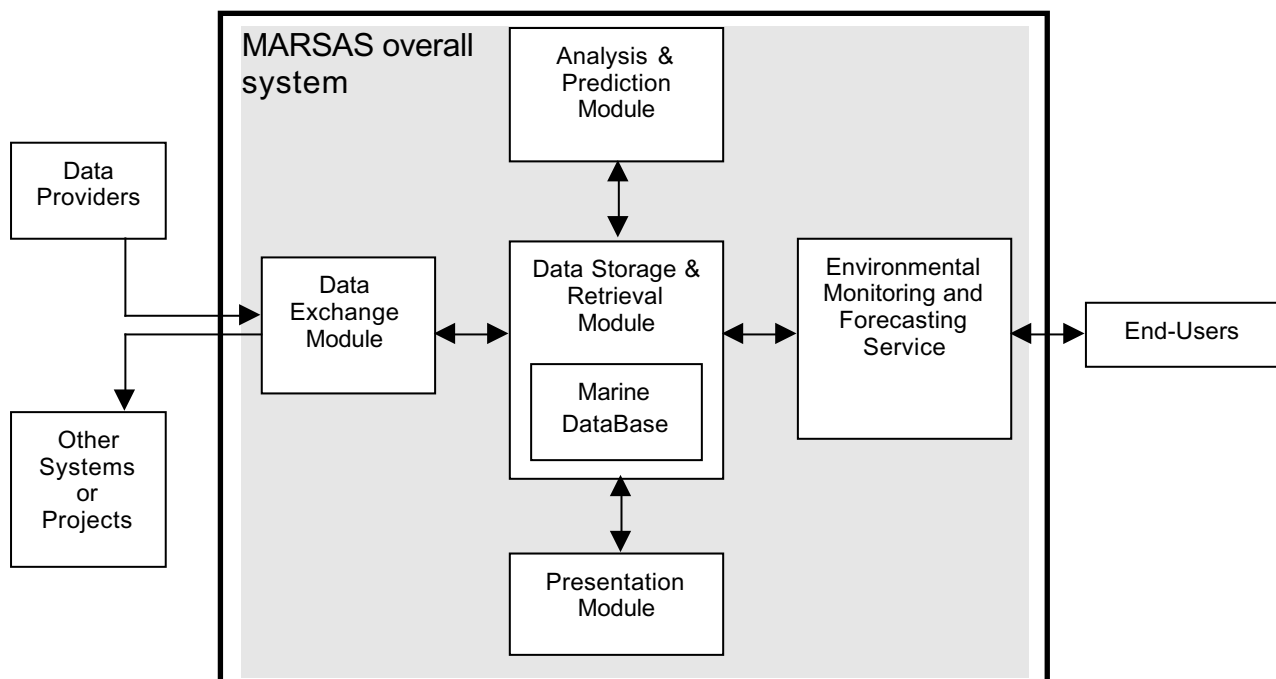 MARSAS overall
system
Analysis &
Prediction
Module
Data
Providers
Data
Exchange
Module
Data Storage &
Retrieval
Module
Marine
DataBase
Environmental
Monitoring and
Forecasting
Service
End-Users
Other
Systems
or
Projects
Presentation
Module